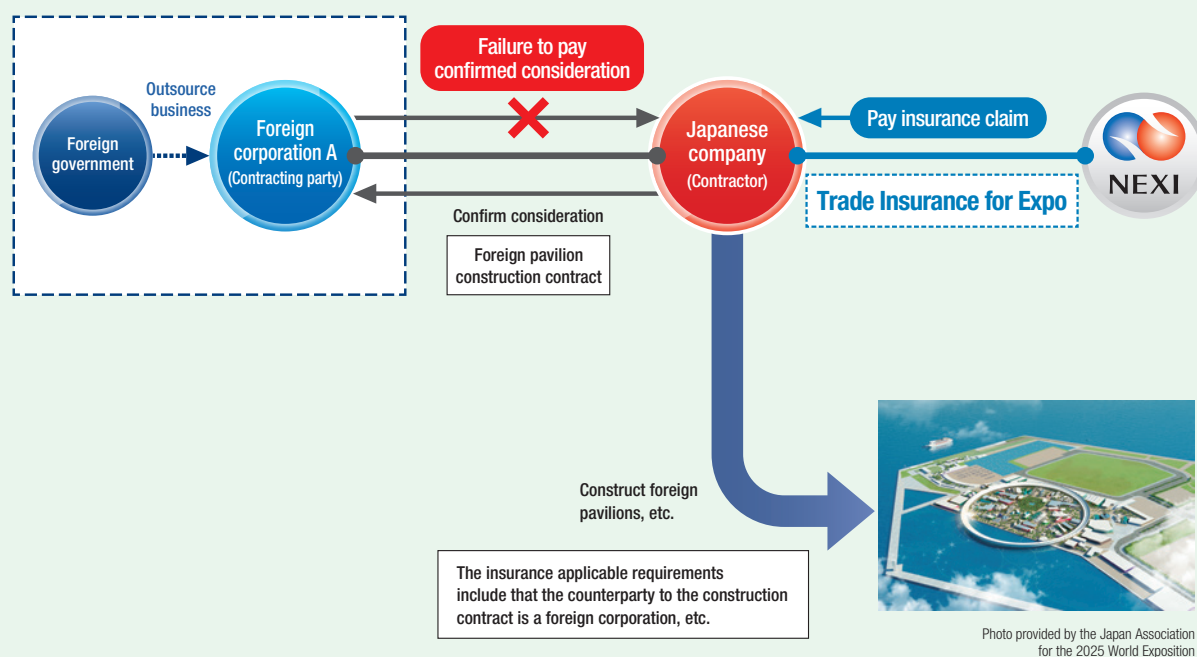 Failure to pay
confirmed consideration
Outsource
business
Foreign
government
Foreign
corporation A
(Contracting party)
Japanese
company
(Contractor)
Pay insurance claim
NEXI
Trade Insurance for Expo
Confirm consideration
Foreign pavilion
construction contract
Construct foreign
pavilions, etc.
The insurance applicable requirements
include that the counterparty to the construction
contract is a foreign corporation, etc.
Photo provided by the Japan Association
for the 2025 World Exposition